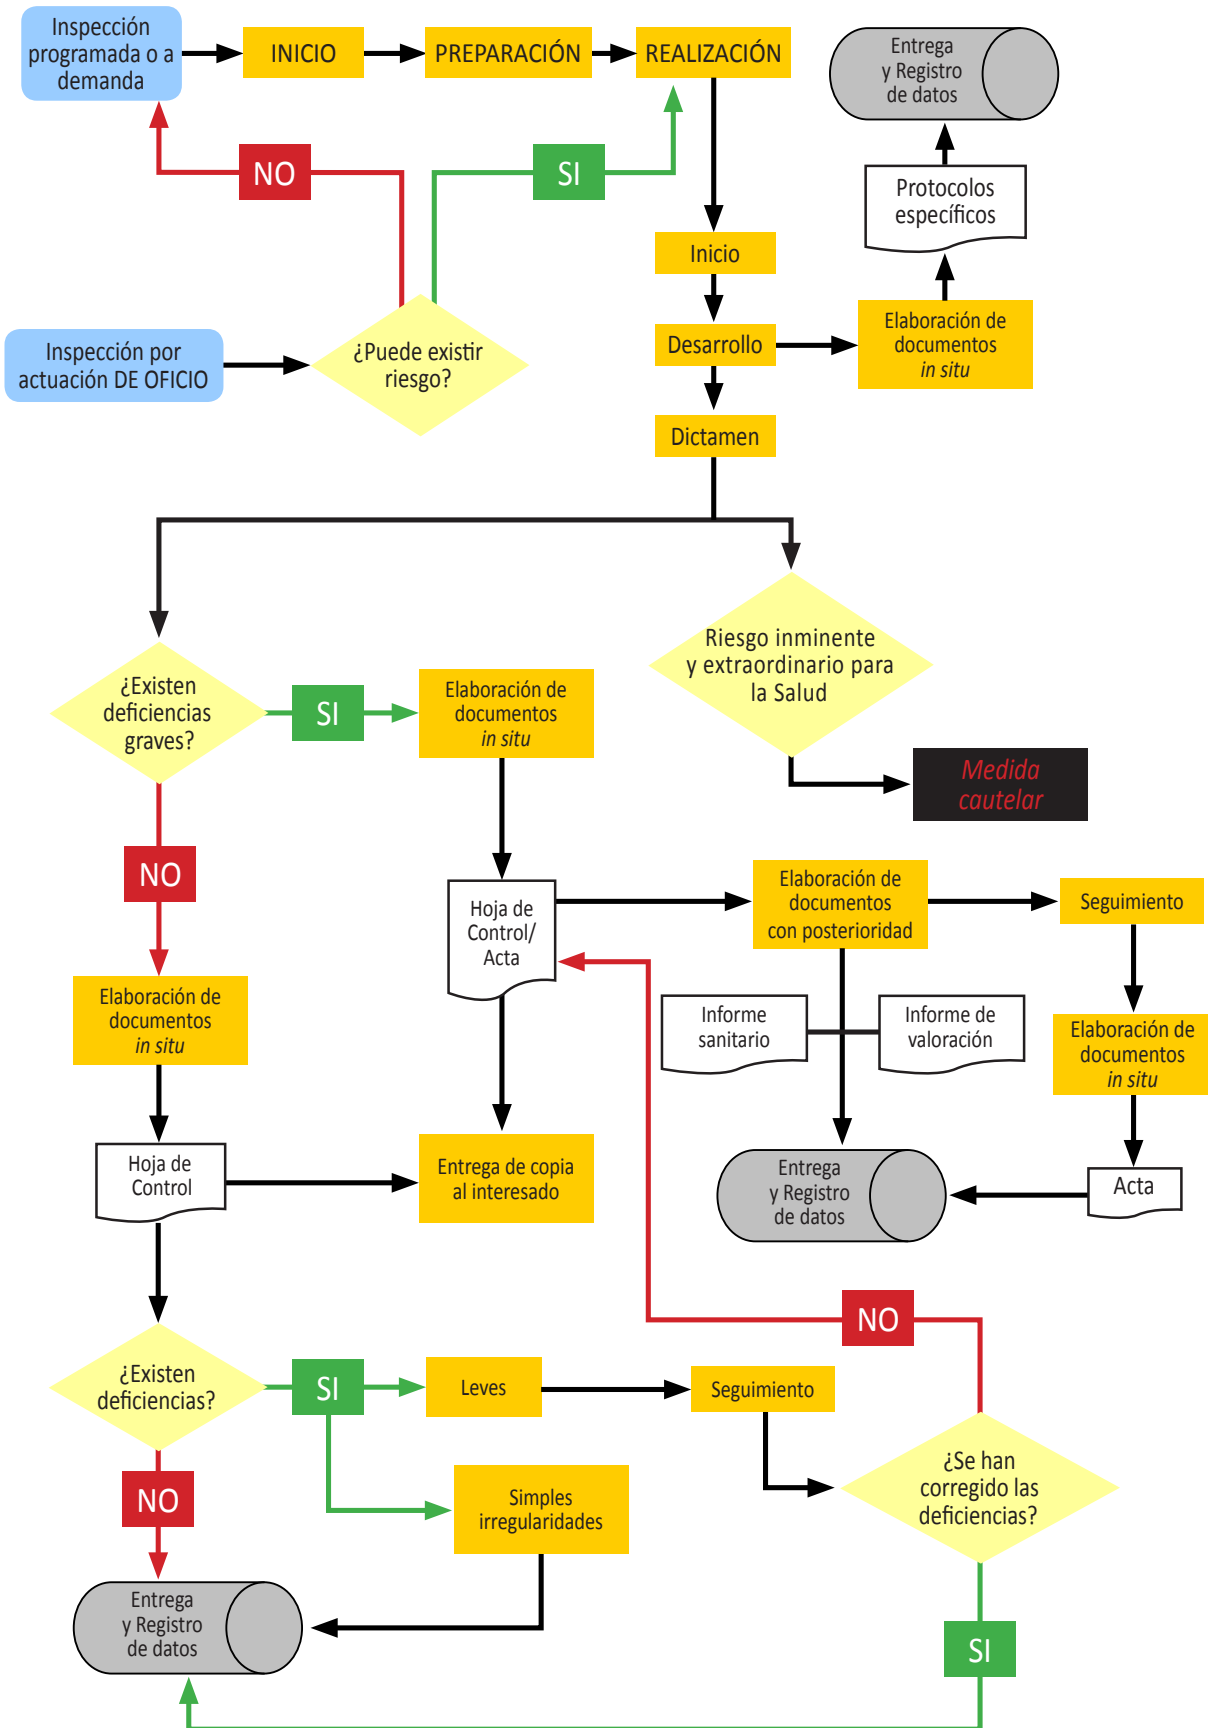 Inspección
programada o a
demanda
INICIO
PREPARACIÓN
REALIZACIÓN
Entrega
y Registro
de datos
NO
SI
Protocolos
específicos
Inicio
Inspección por
actuación DE OFICIO
¿Puede existir
riesgo?
Desarrollo
Elaboración de
documentos
in situ
Dictamen
Riesgo inminente
y extraordinario para
la Salud
¿Existen
deficiencias
graves?
SI
Elaboración de
documentos
in situ
Medida
cautelar
NO
Hoja de
Control/
Acta
Elaboración de
documentos
con posterioridad
Seguimiento
Elaboración de
documentos
in situ
Informe
sanitario
Informe de
valoración
Elaboración de
documentos
in situ
Hoja de
Control
Entrega de copia
al interesado
Entrega
y Registro
de datos
Acta
NO
¿Existen
deficiencias?
SI
Leves
Seguimiento
NO
Simples
irregularidades
¿Se han
corregido las
deficiencias?
Entrega
y Registro
de datos
SI